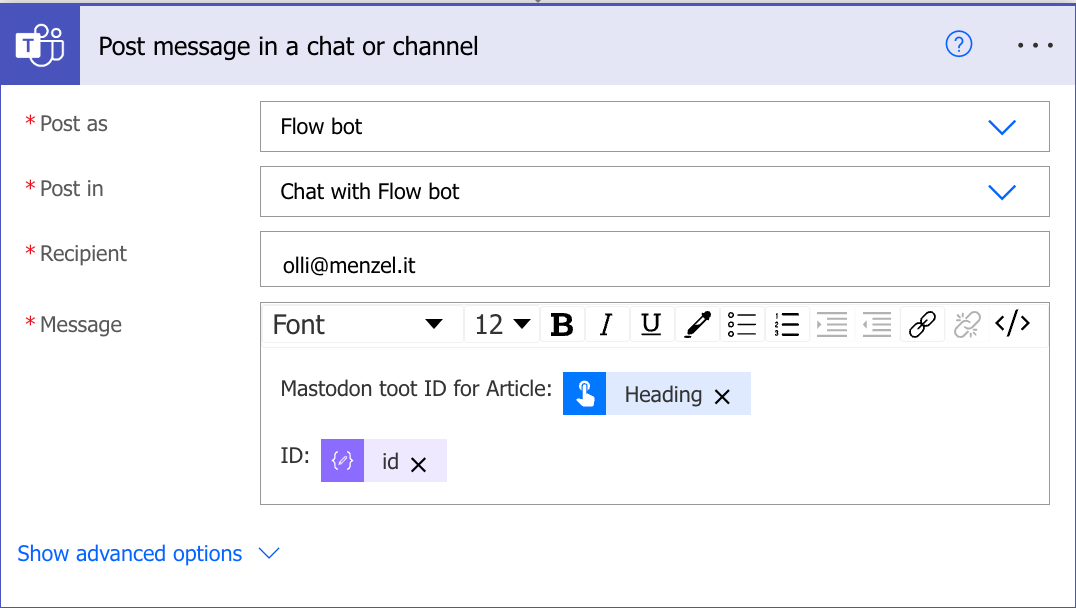 Post message in a chat or channel
* Post as
Flow bot
* Post in
Chat with Flow bot
* Recipient
olli@menzel.it
* Message
Font 12 B I U </>
Mastodon toot ID for Article: Heading ×
ID: id ×
Show advanced options